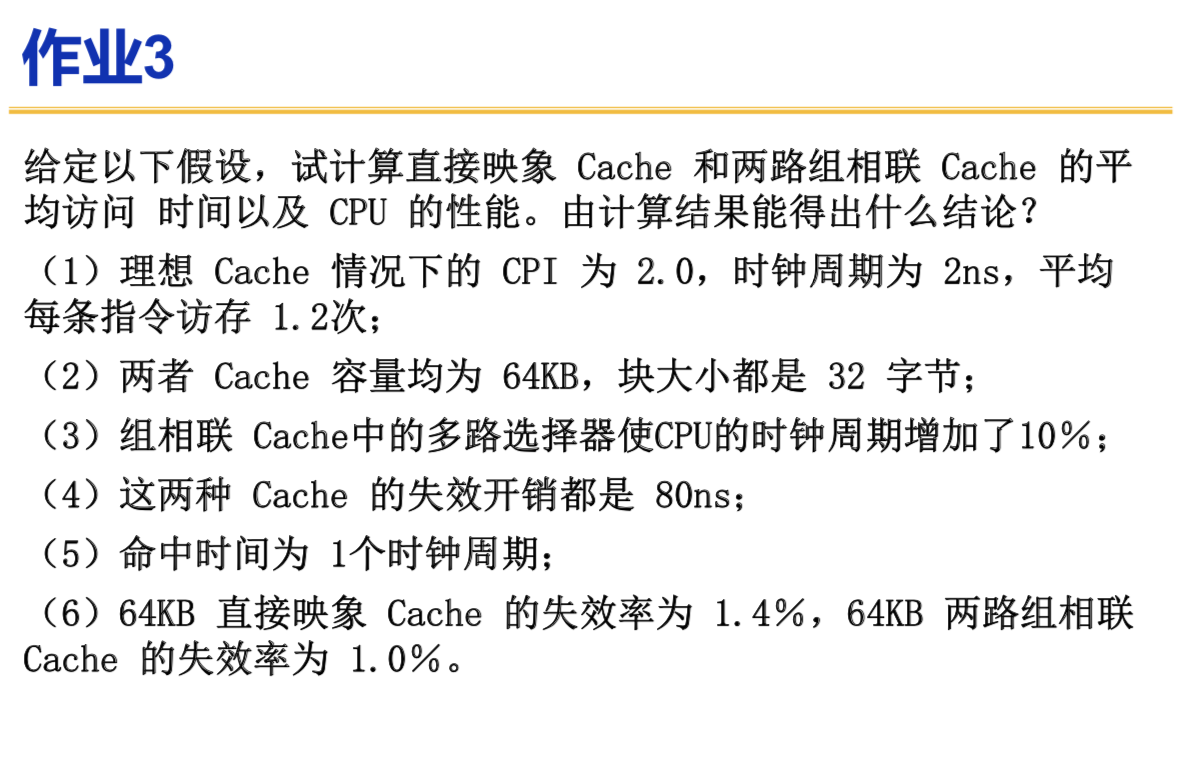 作业3
给定以下假设，试计算直接映象 Cache 和两路组相联 Cache 的平
均访问 时间以及 CPU 的性能。由计算结果能得出什么结论？
（1）理想 Cache 情况下的 CPI 为 2.0，时钟周期为 2ns，平均
每条指令访存 1.2次；
（2）两者 Cache 容量均为 64KB，块大小都是 32 字节；
（3）组相联 Cache中的多路选择器使CPU的时钟周期增加了10％；
（4）这两种 Cache 的失效开销都是 80ns；
（5）命中时间为 1个时钟周期；
（6）64KB 直接映象 Cache 的失效率为 1.4％，64KB 两路组相联
Cache 的失效率为 1.0％。